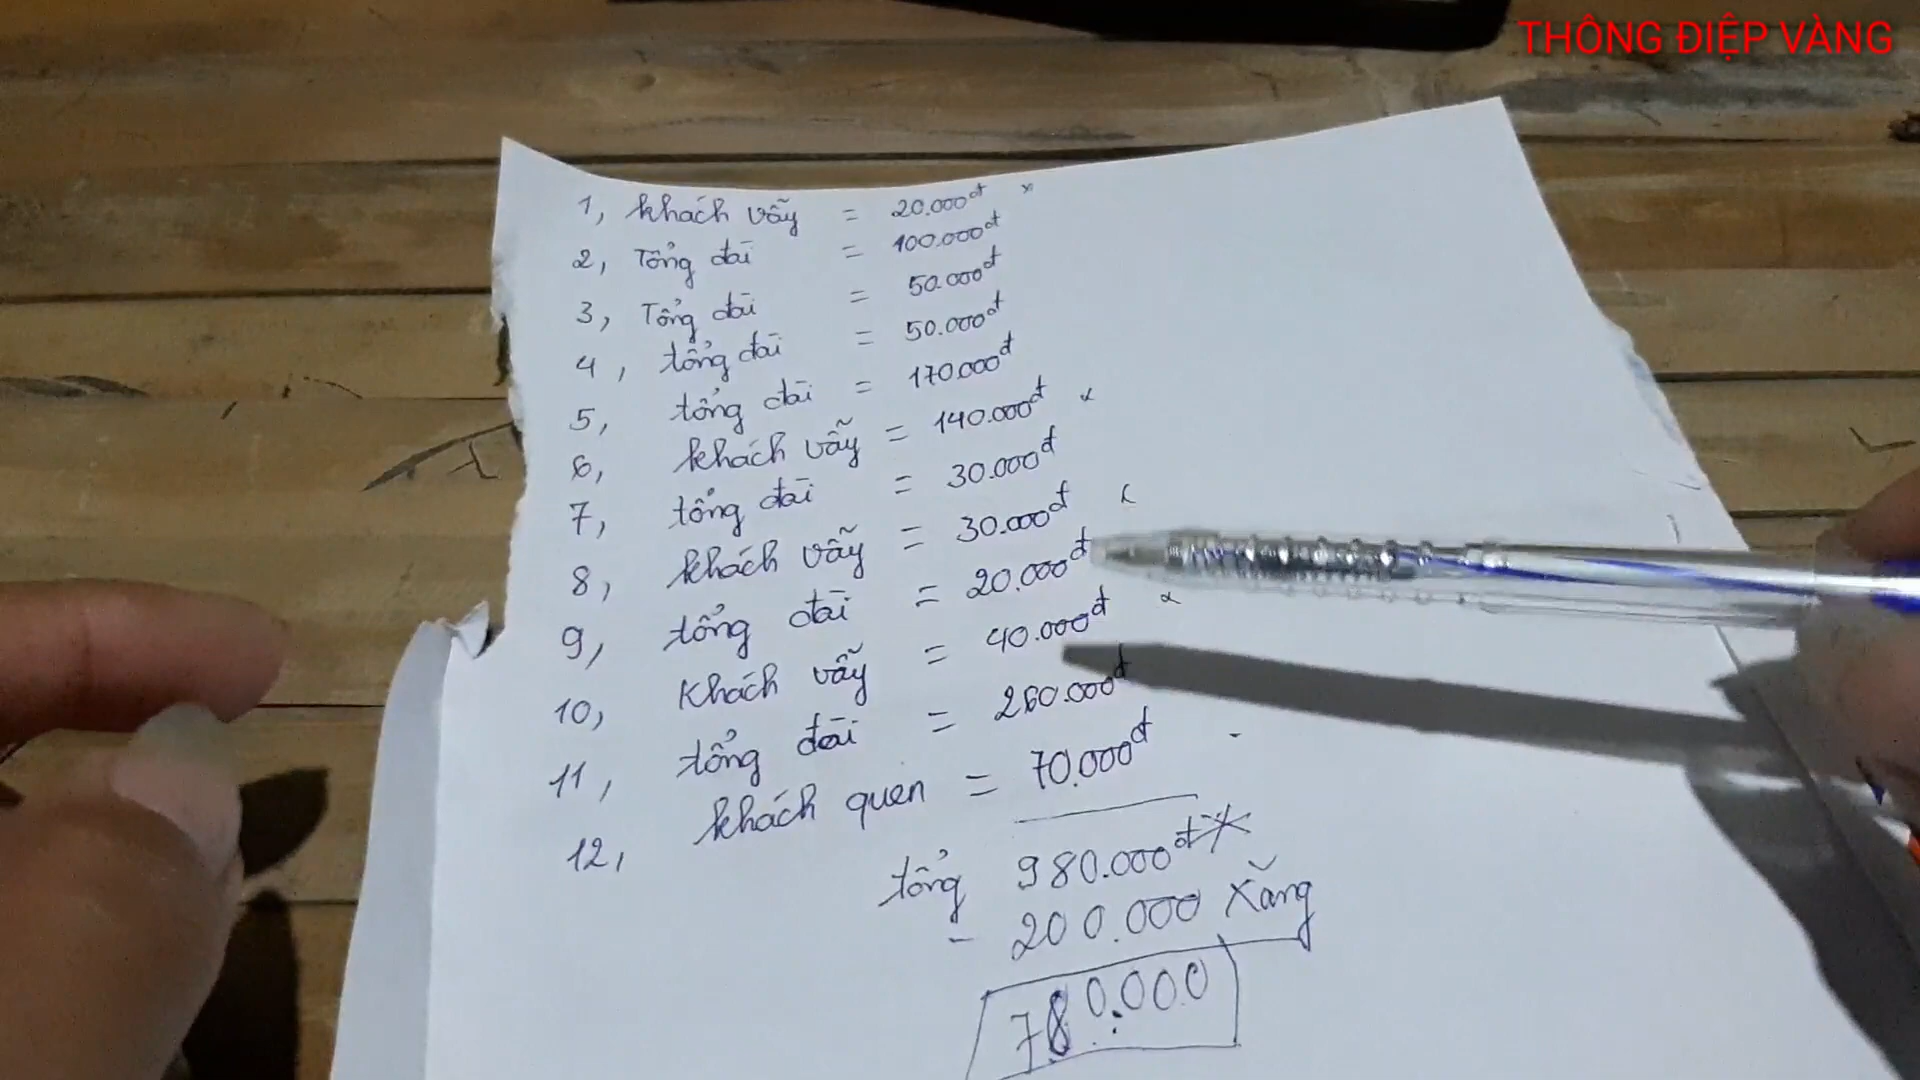 THÔNG ĐIỆP VÀNG
1, khách vẫy = 20.000đ x
2, Tổng đài = 100.000đ
3, Tổng đài = 50.000đ
4, tổng đài = 50.000đ
5, tổng đài = 170.000đ
6, khách vẫy = 140.000đ x
7, tổng đài = 30.000đ
8, khách vẫy = 30.000đ x
9, tổng đài = 20.000đ
10, Khách vẫy = 40.000đ x
11, tổng đài = 260.000đ
12, khách quen = 70.000đ
tổng 980.000đ
- 200.000 xăng
780.000